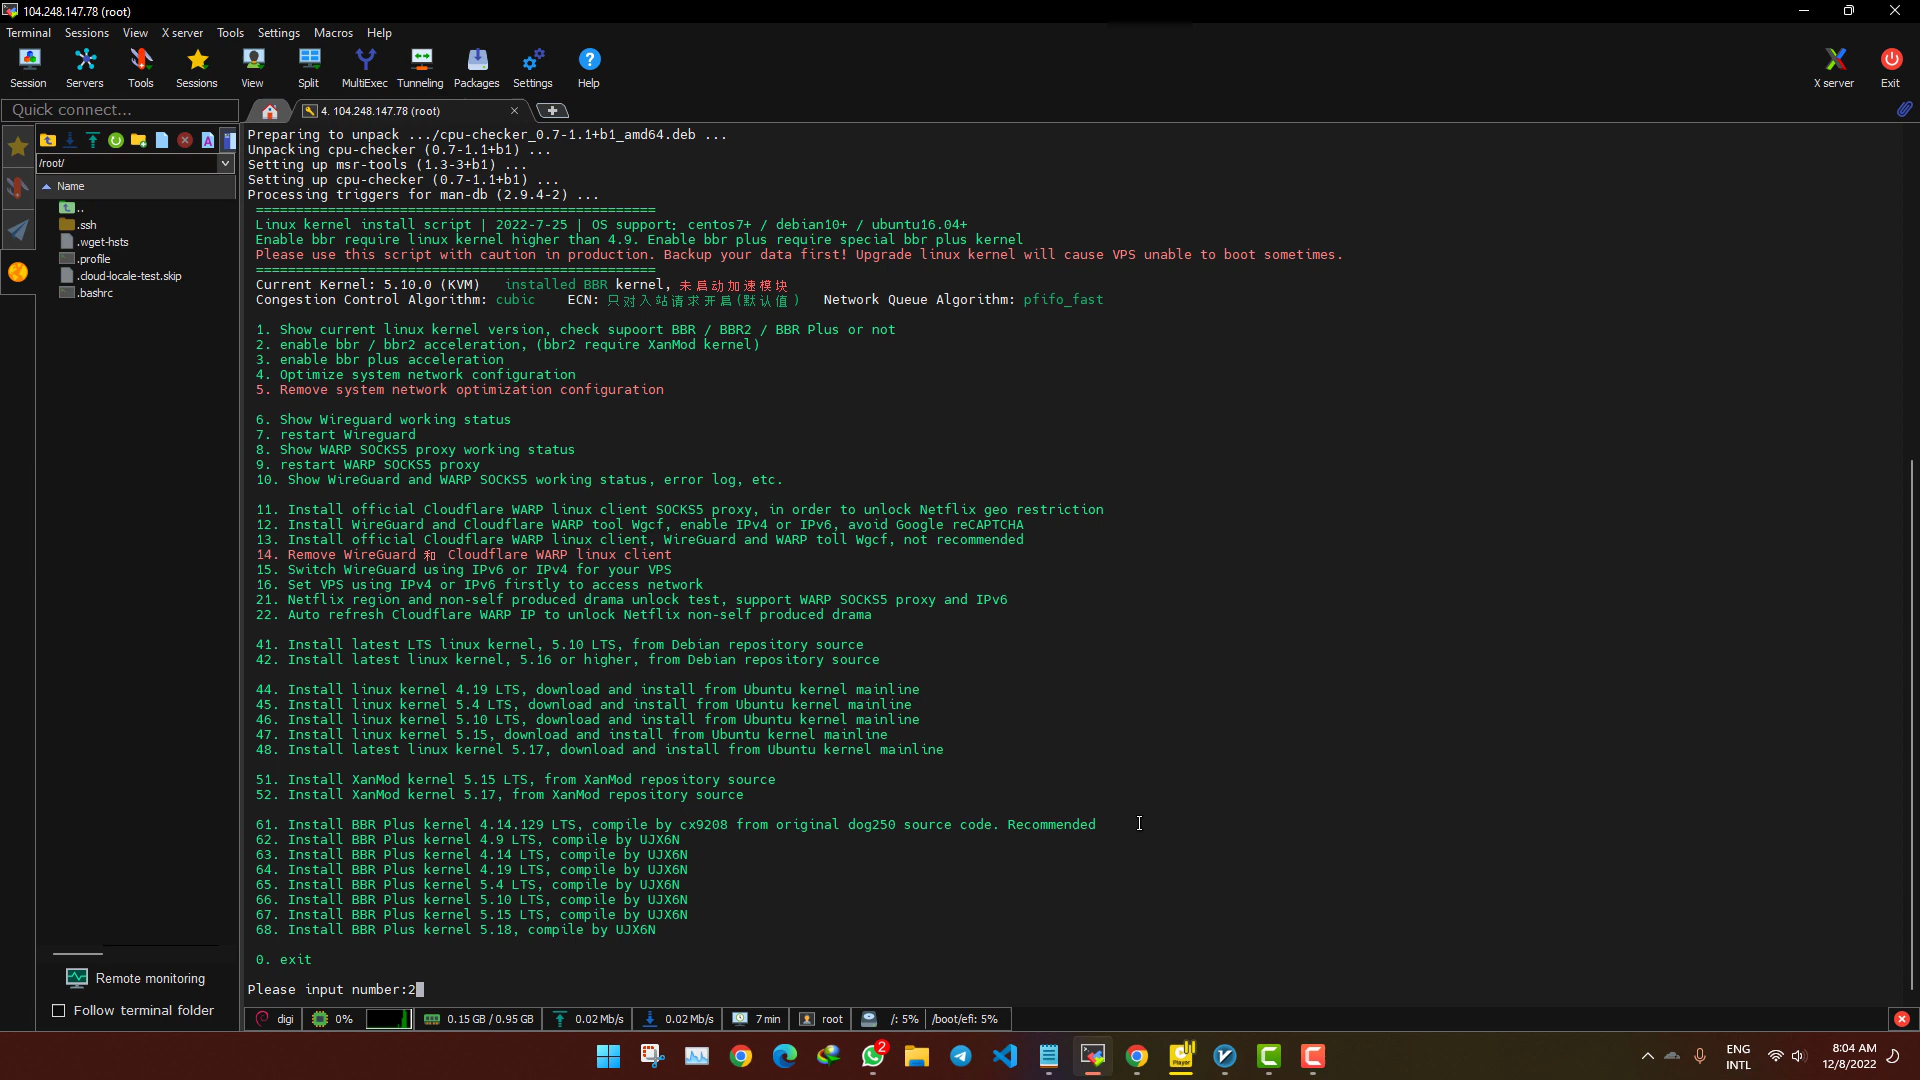 104.248.147.78 (root)
Terminal Sessions View X server Tools Settings Macros Help
Session Servers Tools Sessions View Split MultiExec Tunneling Packages Settings Help X server Exit
Quick connect...
4. 104.248.147.78 (root)
/root/
Name
..
.ssh
.wget-hsts
.profile
.cloud-locale-test.skip
.bashrc
Remote monitoring
Follow terminal folder
Preparing to unpack .../cpu-checker_0.7-1.1+b1_amd64.deb ...
Unpacking cpu-checker (0.7-1.1+b1) ...
Setting up msr-tools (1.3-3+b1) ...
Setting up cpu-checker (0.7-1.1+b1) ...
Processing triggers for man-db (2.9.4-2) ...
==================================================
Linux kernel install script | 2022-7-25 | OS support: centos7+ / debian10+ / ubuntu16.04+
Enable bbr require linux kernel higher than 4.9. Enable bbr plus require special bbr plus kernel
Please use this script with caution in production. Backup your data first! Upgrade linux kernel will cause VPS unable to boot sometimes.
==================================================
Current Kernel: 5.10.0 (KVM) installed BBR kernel, 未启动加速模块
Congestion Control Algorithm: cubic ECN: 只对入站请求开启(默认值) Network Queue Algorithm: pfifo_fast
1. Show current linux kernel version, check supoort BBR / BBR2 / BBR Plus or not
2. enable bbr / bbr2 acceleration, (bbr2 require XanMod kernel)
3. enable bbr plus acceleration
4. Optimize system network configuration
5. Remove system network optimization configuration
6. Show Wireguard working status
7. restart Wireguard
8. Show WARP SOCKS5 proxy working status
9. restart WARP SOCKS5 proxy
10. Show WireGuard and WARP SOCKS5 working status, error log, etc.
11. Install official Cloudflare WARP linux client SOCKS5 proxy, in order to unlock Netflix geo restriction
12. Install WireGuard and Cloudflare WARP tool Wgcf, enable IPv4 or IPv6, avoid Google reCAPTCHA
13. Install official Cloudflare WARP linux client, WireGuard and WARP toll Wgcf, not recommended
14. Remove WireGuard 和 Cloudflare WARP linux client
15. Switch WireGuard using IPv6 or IPv4 for your VPS
16. Set VPS using IPv4 or IPv6 firstly to access network
21. Netflix region and non-self produced drama unlock test, support WARP SOCKS5 proxy and IPv6
22. Auto refresh Cloudflare WARP IP to unlock Netflix non-self produced drama
41. Install latest LTS linux kernel, 5.10 LTS, from Debian repository source
42. Install latest linux kernel, 5.16 or higher, from Debian repository source
44. Install linux kernel 4.19 LTS, download and install from Ubuntu kernel mainline
45. Install linux kernel 5.4 LTS, download and install from Ubuntu kernel mainline
46. Install linux kernel 5.10 LTS, download and install from Ubuntu kernel mainline
47. Install linux kernel 5.15, download and install from Ubuntu kernel mainline
48. Install latest linux kernel 5.17, download and install from Ubuntu kernel mainline
51. Install XanMod kernel 5.15 LTS, from XanMod repository source
52. Install XanMod kernel 5.17, from XanMod repository source
61. Install BBR Plus kernel 4.14.129 LTS, compile by cx9208 from original dog250 source code. Recommended
62. Install BBR Plus kernel 4.9 LTS, compile by UJX6N
63. Install BBR Plus kernel 4.14 LTS, compile by UJX6N
64. Install BBR Plus kernel 4.19 LTS, compile by UJX6N
65. Install BBR Plus kernel 5.4 LTS, compile by UJX6N
66. Install BBR Plus kernel 5.10 LTS, compile by UJX6N
67. Install BBR Plus kernel 5.15 LTS, compile by UJX6N
68. Install BBR Plus kernel 5.18, compile by UJX6N
0. exit
Please input number:2
digi 0% 0.15 GB / 0.95 GB 0.02 Mb/s 0.02 Mb/s 7 min root /: 5% /boot/efi: 5%
2
ENG
INTL
8:04 AM
12/8/2022